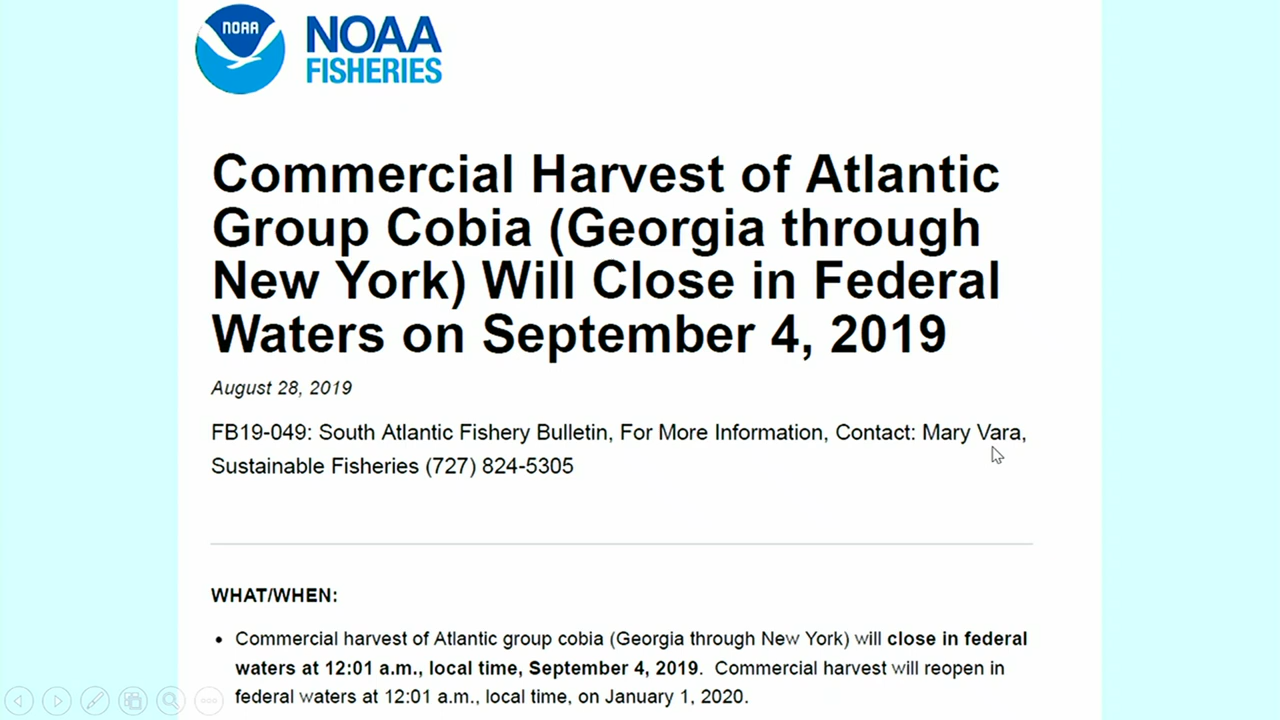 NOAA
NOAA
FISHERIES
Commercial Harvest of Atlantic
Group Cobia (Georgia through
New York) Will Close in Federal
Waters on September 4, 2019
August 28, 2019
FB19-049: South Atlantic Fishery Bulletin, For More Information, Contact: Mary Vara,
Sustainable Fisheries (727) 824-5305
WHAT/WHEN:
• Commercial harvest of Atlantic group cobia (Georgia through New York) will close in federal
waters at 12:01 a.m., local time, September 4, 2019. Commercial harvest will reopen in
federal waters at 12:01 a.m., local time, on January 1, 2020.